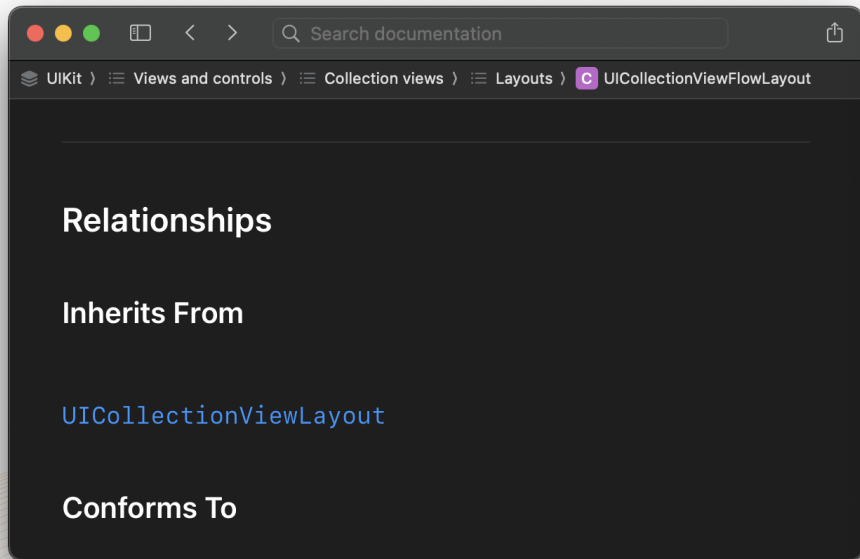 Search documentation
UIKit 〉 Views and controls 〉 Collection views 〉 Layouts 〉 C UICollectionViewFlowLayout
Relationships
Inherits From
UICollectionViewLayout
Conforms To